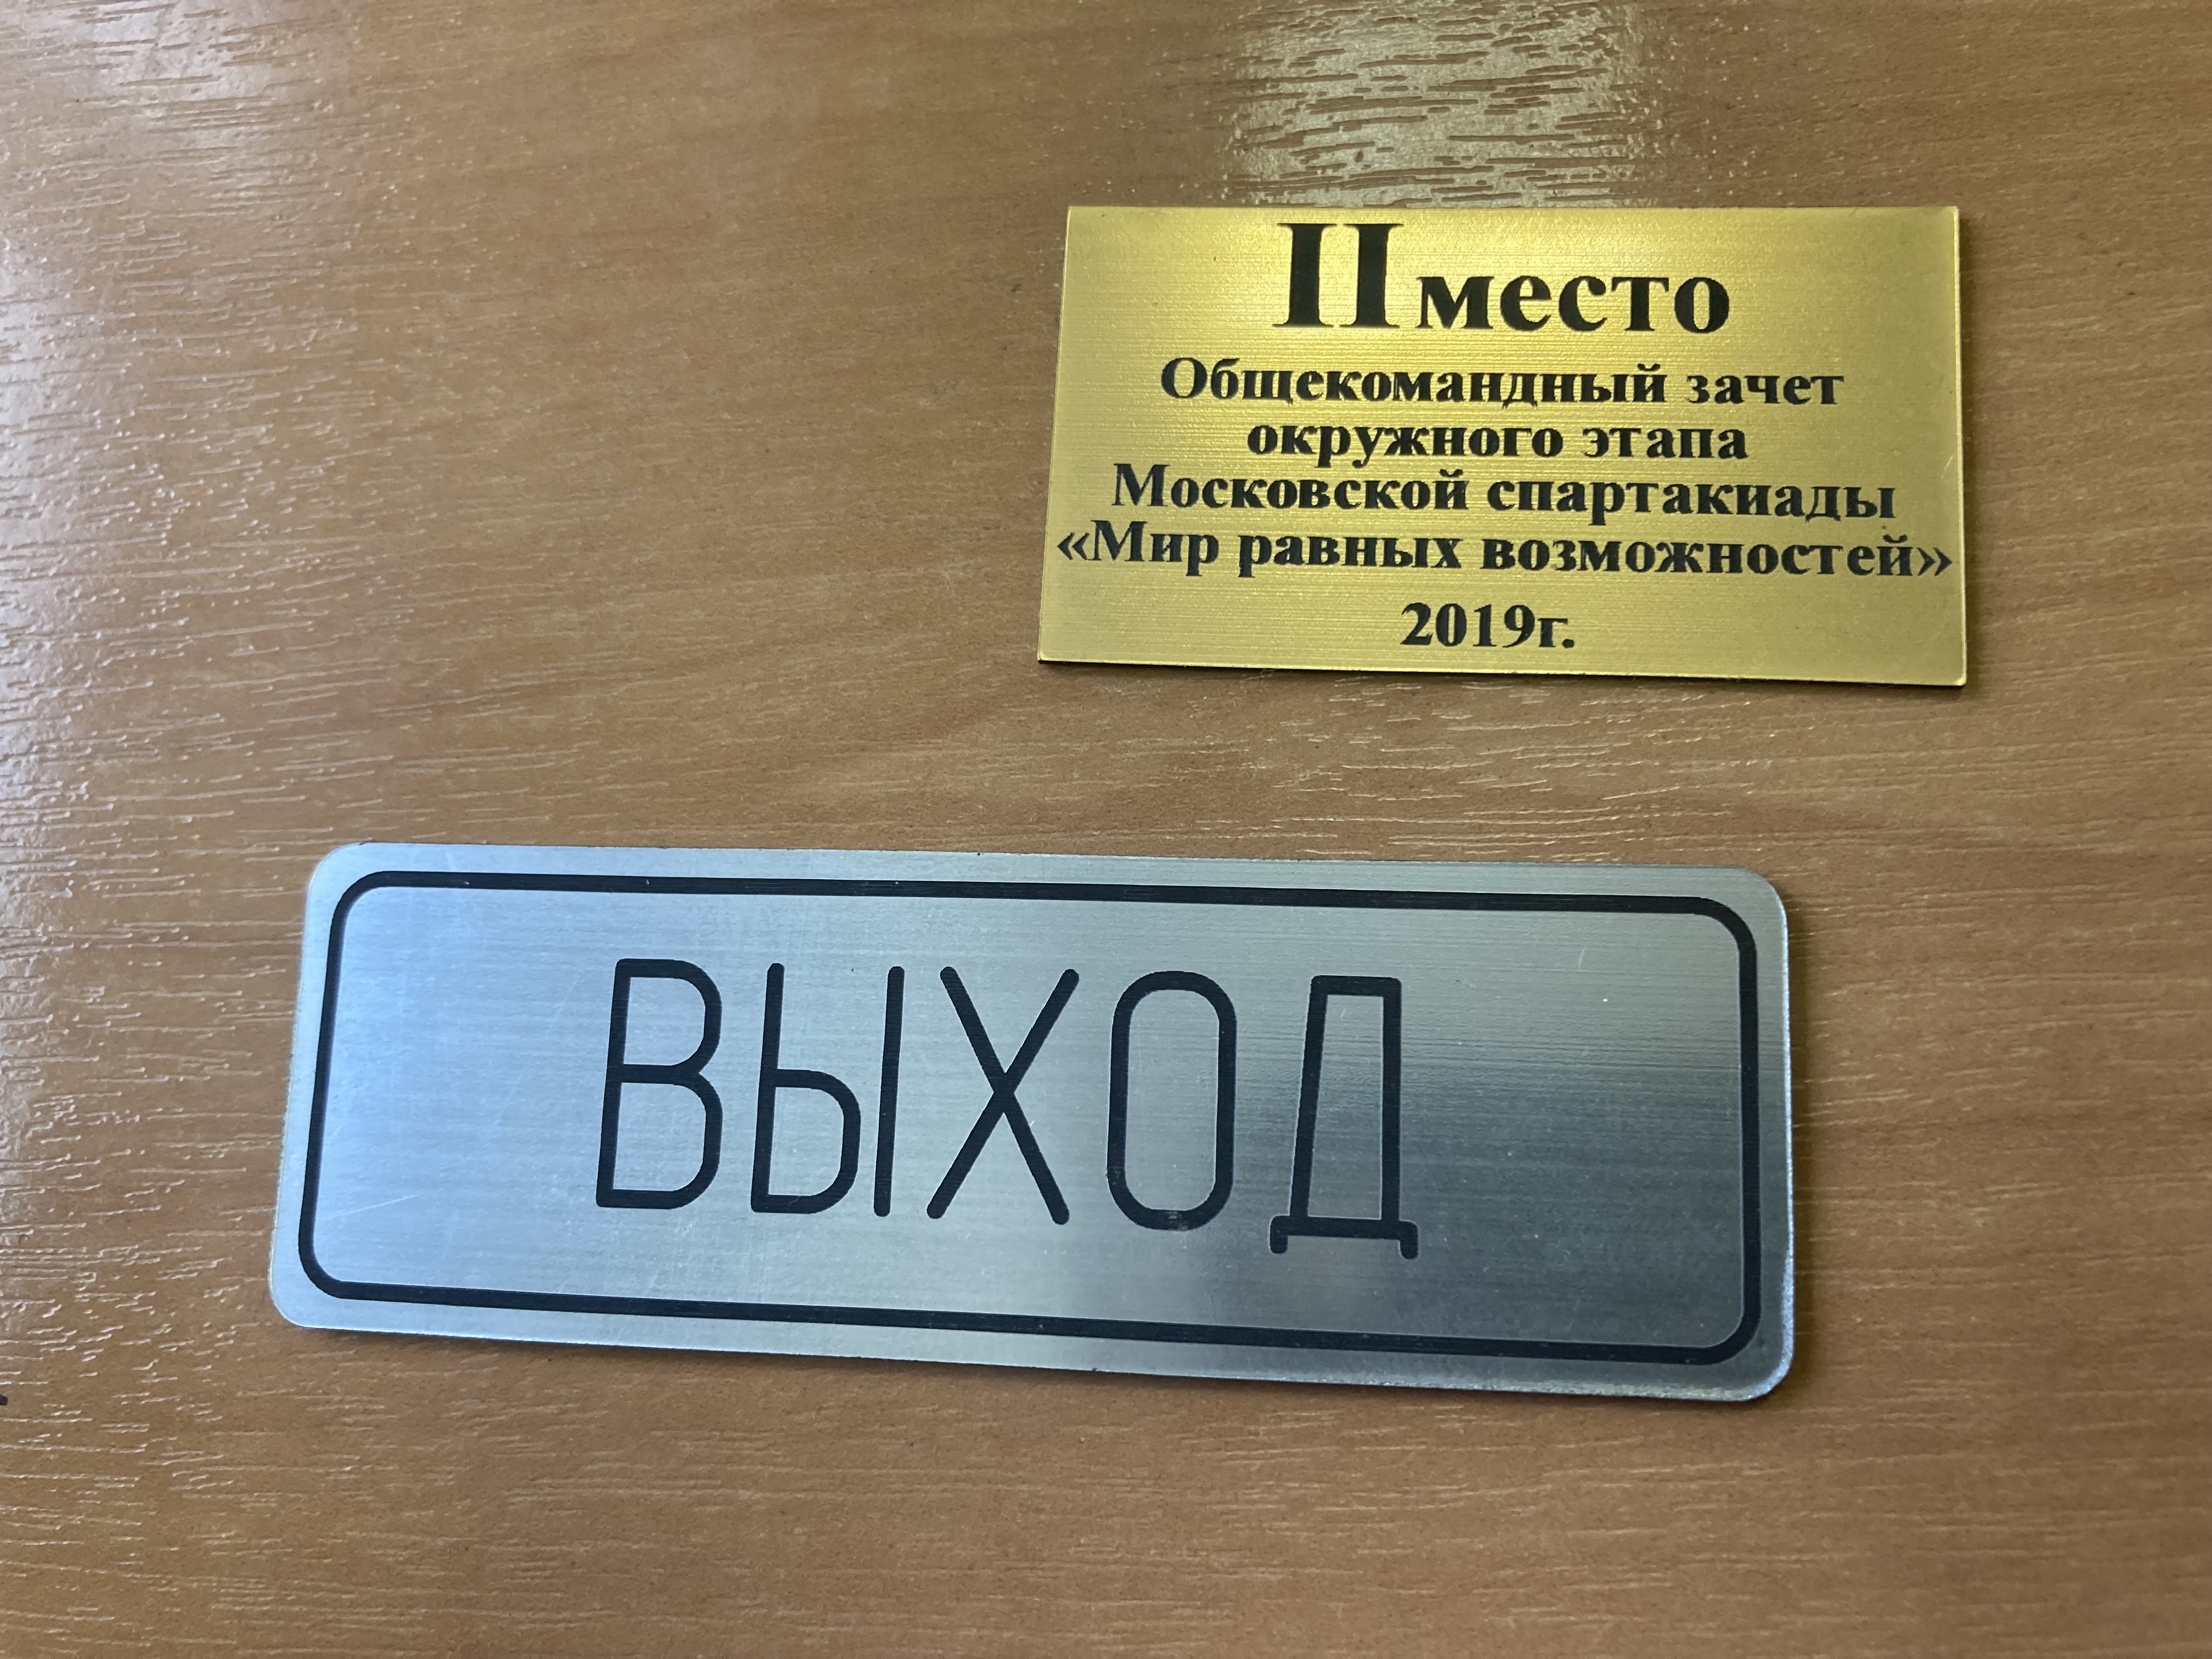 II место
Общекомандный зачет
окружного этапа
Московской спартакиады
«Мир равных возможностей»
2019г.
ВЫХОД